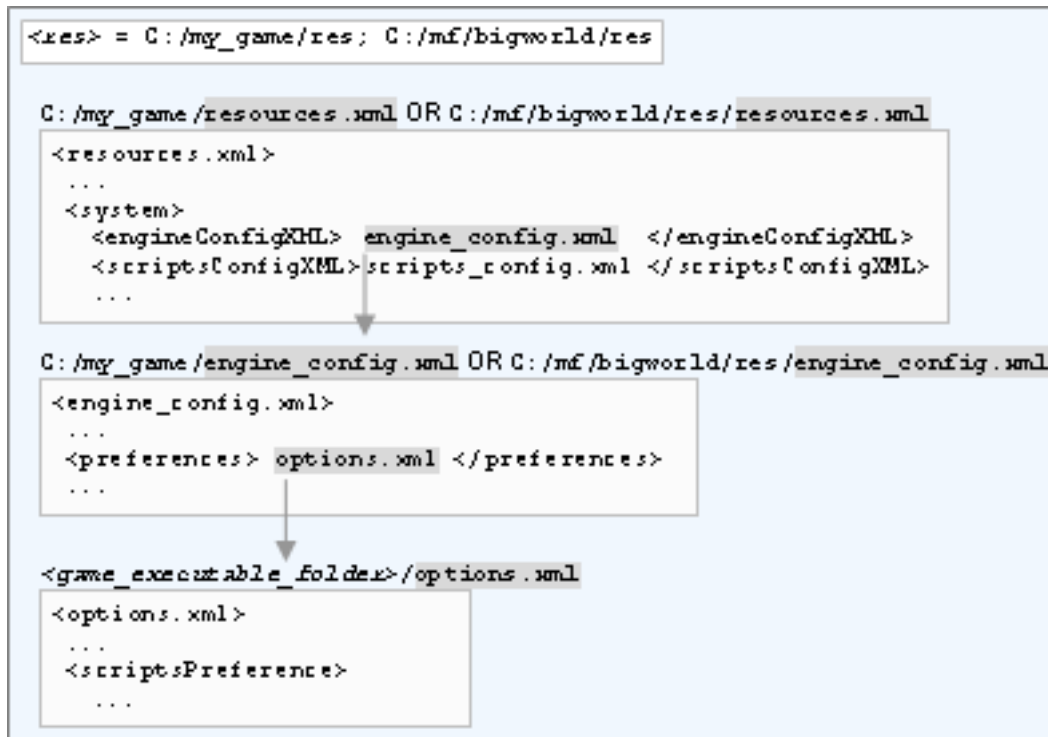 <res> = C:/my_game/res; C:/mf/bigworld/res
C:/my_game/resources.xml OR C:/mf/bigworld/res/resources.xml
<resources.xml>
...
<system>
<engineConfigXML> engine_config.xml </engineConfigXML>
<scriptsConfigXML>scripts_config.xml </scriptsConfigXML>
...
C:/my_game/engine_config.xml OR C:/mf/bigworld/res/engine_config.xml
<engine_config.xml>
...
<preferences> options.xml </preferences>
...
<game_executable_folder>/options.xml
<options.xml>
...
<scriptsPreference>
...